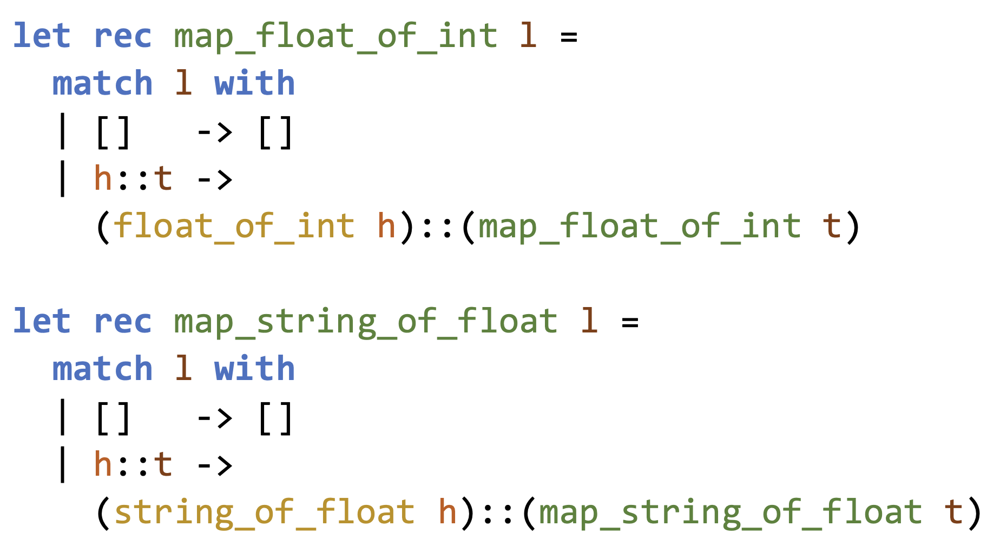 let rec map_float_of_int l =
  match l with
  | []   -> []
  | h::t ->
    (float_of_int h)::(map_float_of_int t)

let rec map_string_of_float l =
  match l with
  | []   -> []
  | h::t ->
    (string_of_float h)::(map_string_of_float t)